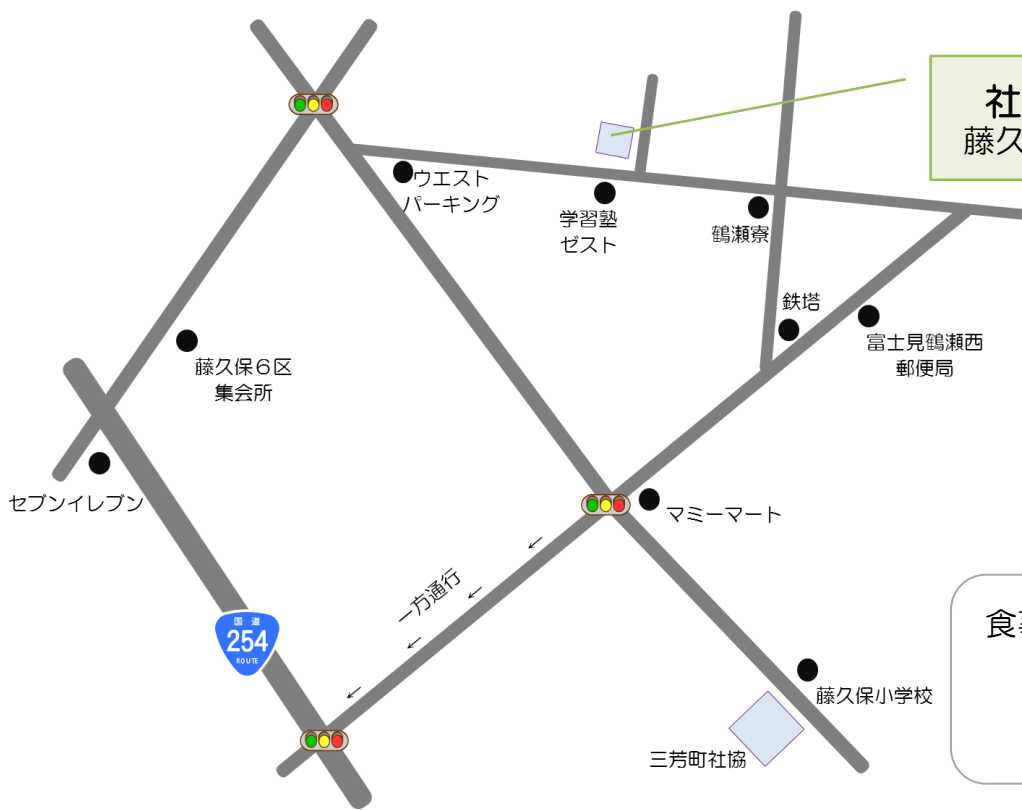 社
藤久
ウエスト
パーキング
学習塾
ゼスト
鶴瀬寮
鉄塔
富士見鶴瀬西
郵便局
藤久保6区
集会所
セブンイレブン
マミーマート
一方通行
国道
254
ROUTE
食
藤久保小学校
三芳町社協